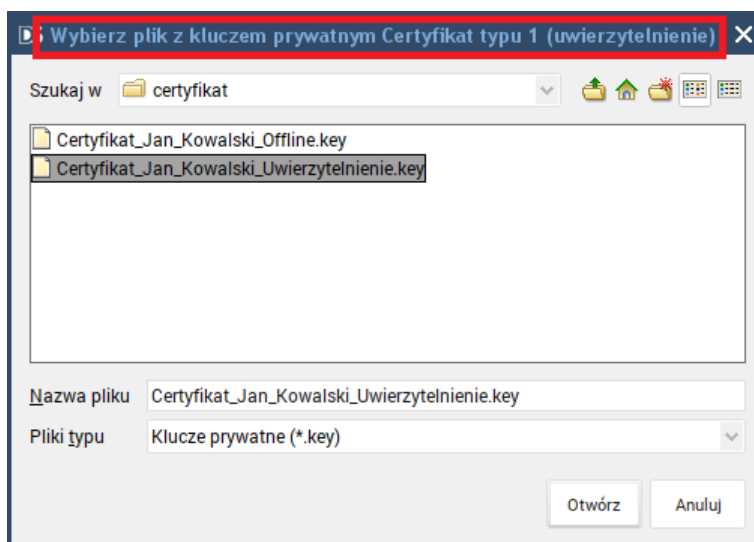 Wybierz plik z kluczem prywatnym Certyfikat typu 1 (uwierzytelnienie)
Szukaj w certyfikat
Certyfikat_Jan_Kowalski_Offline.key
Certyfikat_Jan_Kowalski_Uwierzytelnienie.key
Nazwa pliku Certyfikat_Jan_Kowalski_Uwierzytelnienie.key
Pliki typu Klucze prywatne (*.key)
Otwórz Anuluj